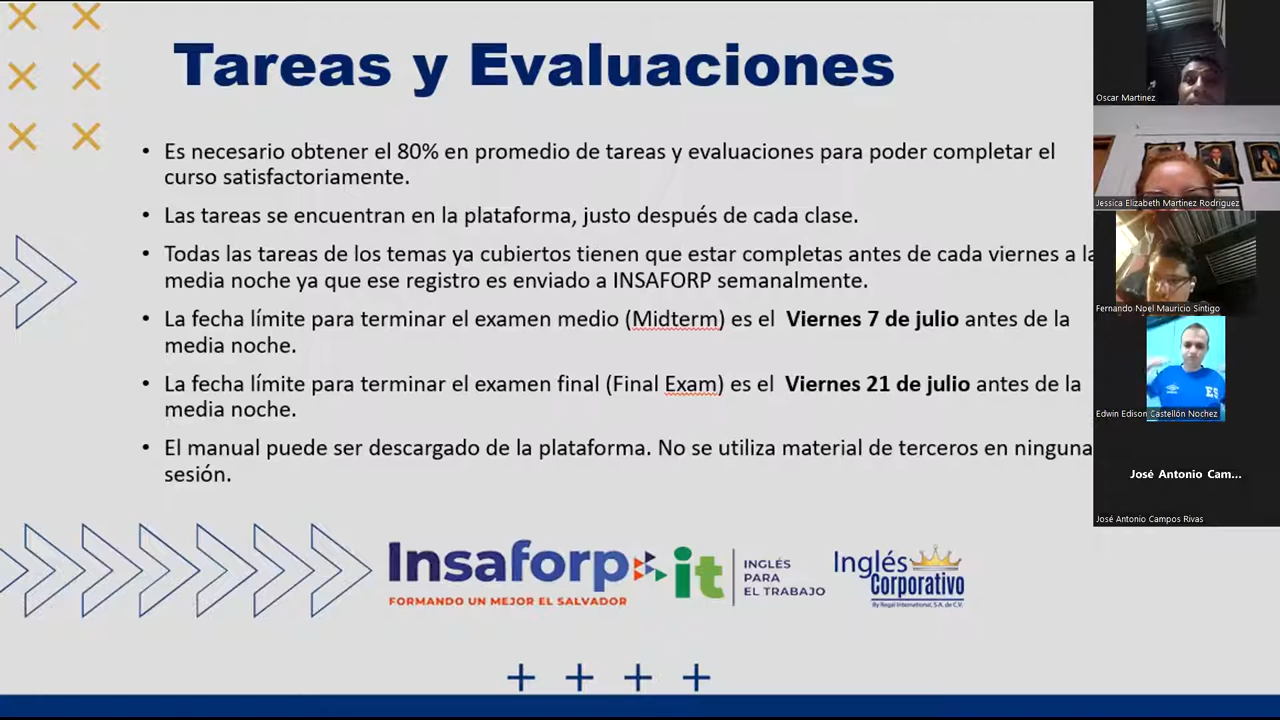 Tareas y Evaluaciones
• Es necesario obtener el 80% en promedio de tareas y evaluaciones para poder completar el
curso satisfactoriamente.
• Las tareas se encuentran en la plataforma, justo después de cada clase.
• Todas las tareas de los temas ya cubiertos tienen que estar completas antes de cada viernes a la
media noche ya que ese registro es enviado a INSAFORP semanalmente.
• La fecha límite para terminar el examen medio (Midterm) es el Viernes 7 de julio antes de la
media noche.
• La fecha límite para terminar el examen final (Final Exam) es el Viernes 21 de julio antes de la
media noche.
• El manual puede ser descargado de la plataforma. No se utiliza material de terceros en ninguna
sesión.
Insaforp
FORMANDO UN MEJOR EL SALVADOR
it
INGLÉS
PARA
EL TRABAJO
Inglés
Corporativo
By Regal International, S.A. de C.V.
Oscar Martinez
Jessica Elizabeth Martinez Rodriguez
Fernando Noel Mauricio Sintigo
ES
Edwin Edison Castellón Nochez
José Antonio Cam...
José Antonio Campos Rivas